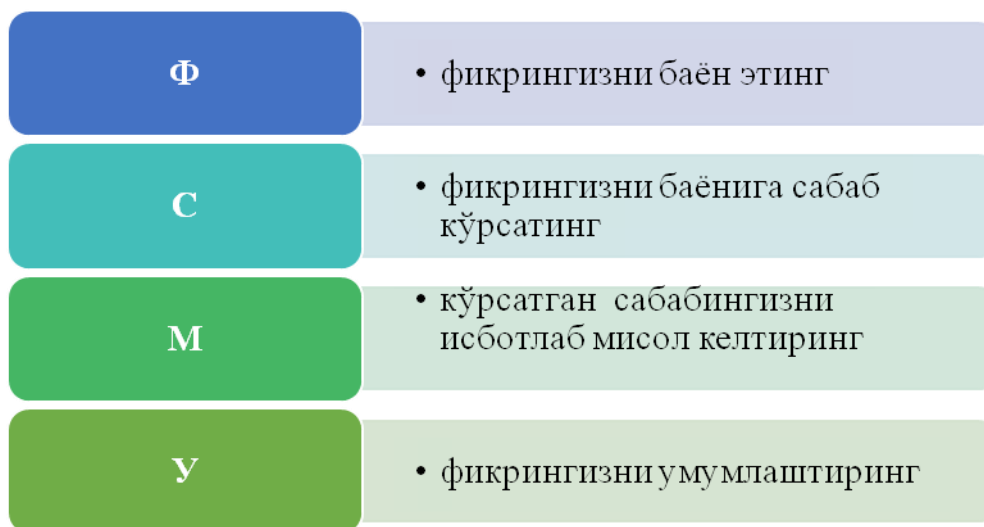 Ф
• фикрингизни баён этинг
С
• фикрингизни баёнига сабаб
кўрсатинг
М
• кўрсатган сабабингизни
исботлаб мисол келтиринг
У
• фикрингизни умумлаштиринг